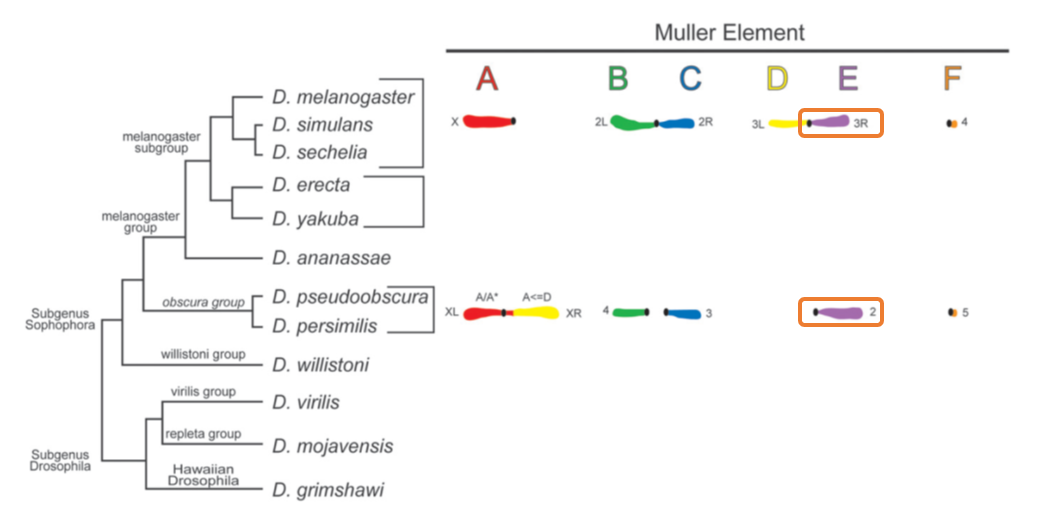 Muller Element
A B C D E F
D. melanogaster
D. simulans
D. sechelia
melanogaster
subgroup
X 2L 2R 3L 3R 4
D. erecta
D. yakuba
melanogaster
group
D. ananassae
obscura group
D. pseudoobscura
D. persimilis
A/A* A<=D
XL XR 4 3 2 5
Subgenus
Sophophora
willistoni group
D. willistoni
virilis group
D. virilis
repleta group
D. mojavensis
Subgenus
Drosophila
Hawaiian
Drosophila
D. grimshawi